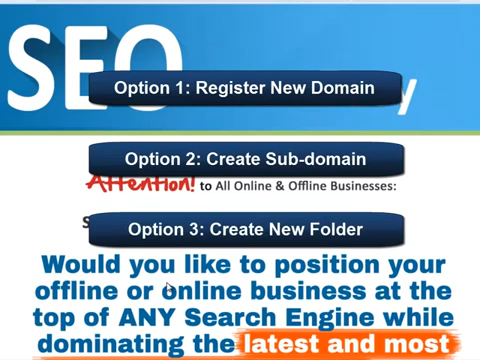 SEO
Option 1: Register New Domain
y
Option 2: Create Sub-domain
Attention! to All Online & Offline Businesses:
S
Option 3: Create New Folder
Would you like to position your
offline or online business at the
top of ANY Search Engine while
dominating the latest and most